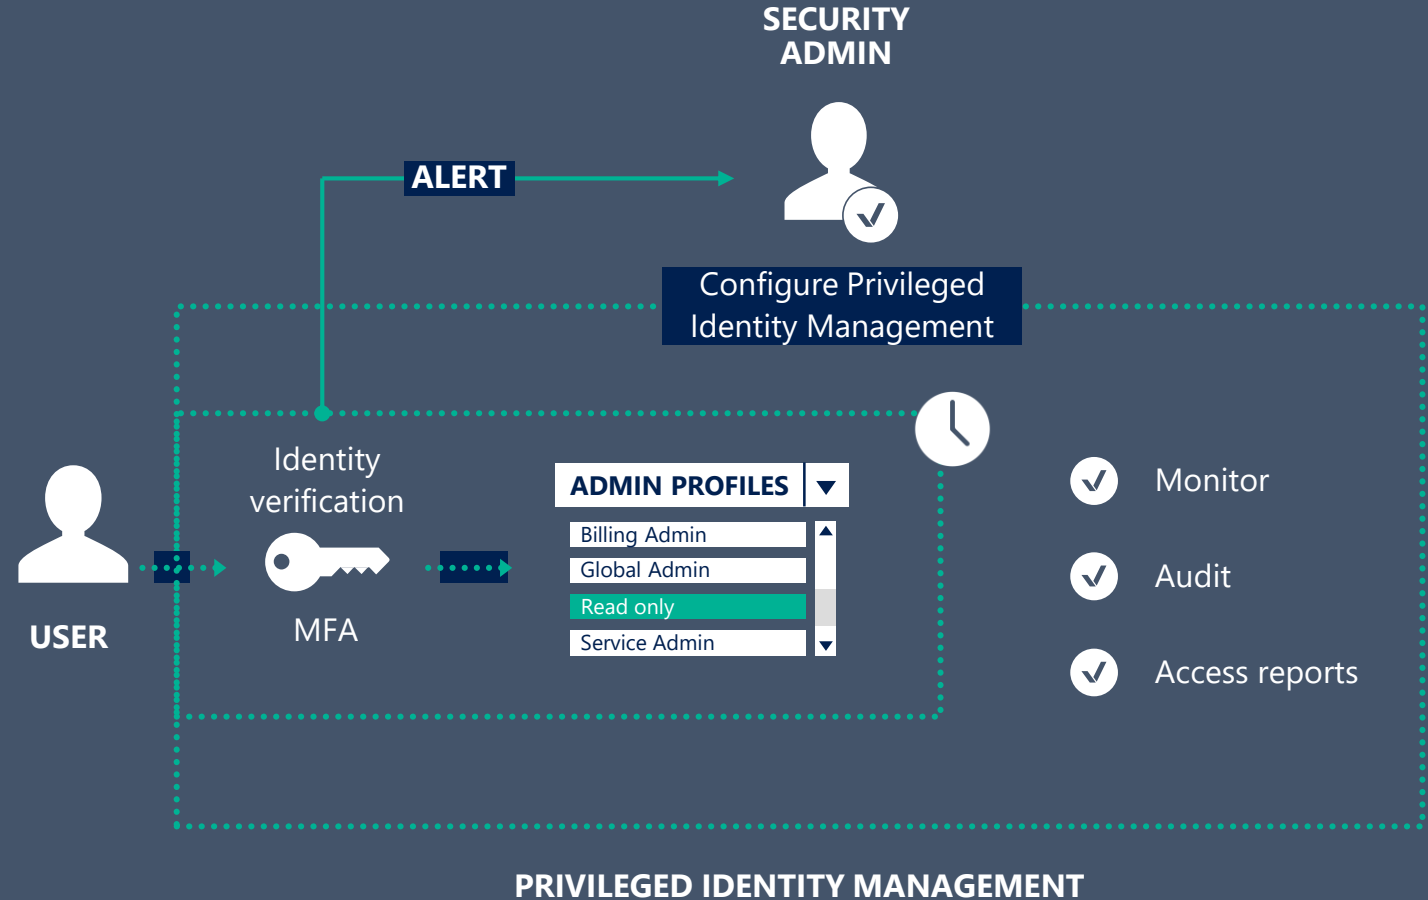 SECURITY
ADMIN
ALERT
Configure Privileged
Identity Management
Identity
verification
MFA
USER
ADMIN PROFILES
Billing Admin
Global Admin
Read only
Service Admin
Monitor
Audit
Access reports
PRIVILEGED IDENTITY MANAGEMENT